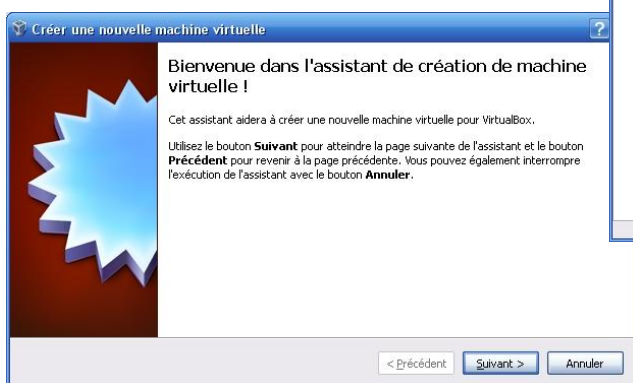 Créer une nouvelle machine virtuelle
?
Bienvenue dans l'assistant de création de machine
virtuelle !
Cet assistant aidera à créer une nouvelle machine virtuelle pour VirtualBox.
Utilisez le bouton Suivant pour atteindre la page suivante de l'assistant et le bouton
Précédent pour revenir à la page précédente. Vous pouvez également interrompre
l'exécution de l'assistant avec le bouton Annuler.
< Précédent Suivant > Annuler